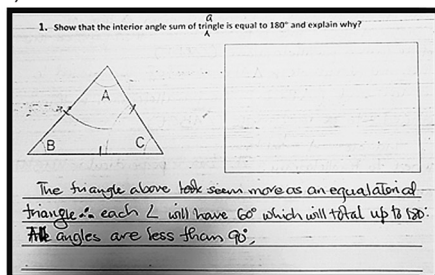 a
1. Show that the interior angle sum of tringle is equal to 180° and explain why?
A
B
C
The triangle above look seem more as an equalaterial
triangle ∴ each ∠ will have 60° which will total up to 180°.
All angles are less than 90°.